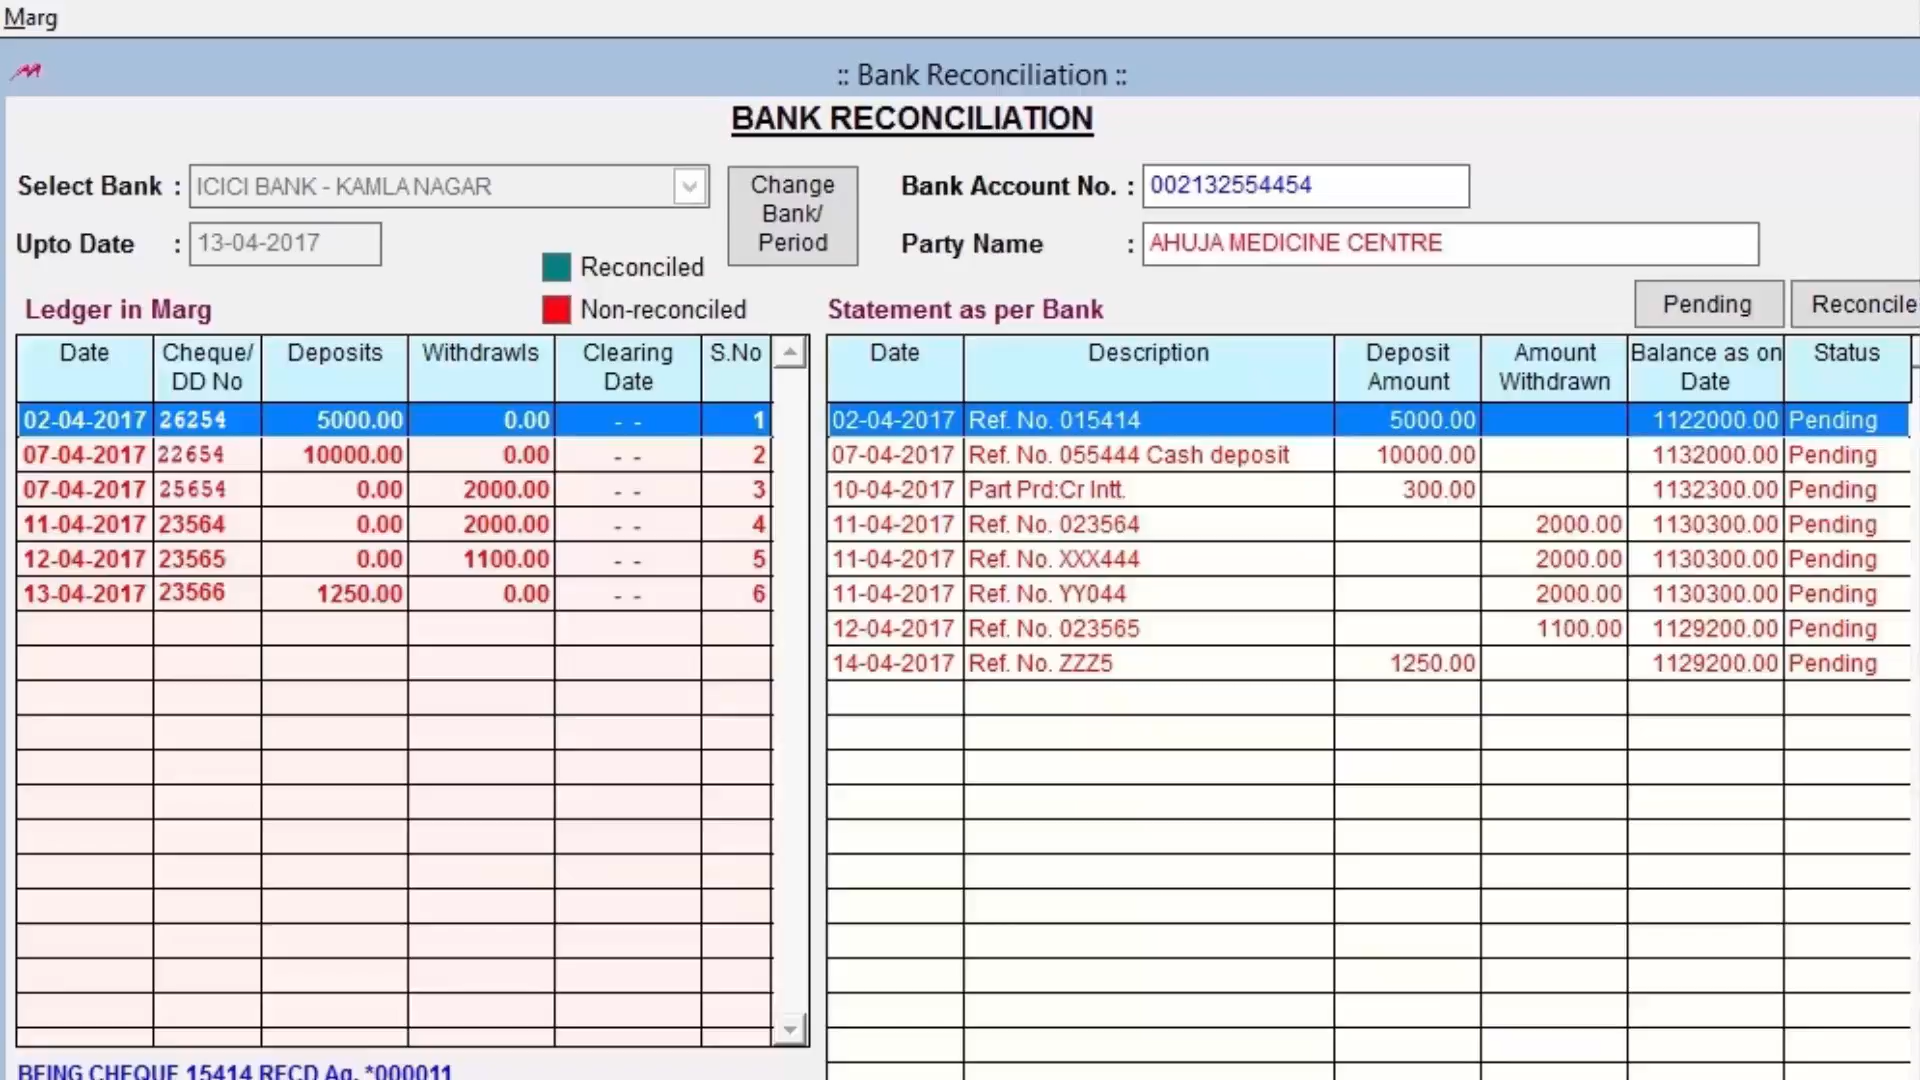 Marg
:: Bank Reconciliation ::
BANK RECONCILIATION
Select Bank : ICICI BANK - KAMLA NAGAR
Change Bank/ Period
Bank Account No. : 002132554454
Upto Date : 13-04-2017
Party Name : AHUJA MEDICINE CENTRE
Reconciled
Non-reconciled
Pending Reconcile
Ledger in Marg
Date Cheque/ DD No Deposits Withdrawls Clearing Date S.No
02-04-2017 26254 5000.00 0.00 - - 1
07-04-2017 22654 10000.00 0.00 - - 2
07-04-2017 25654 0.00 2000.00 - - 3
11-04-2017 23564 0.00 2000.00 - - 4
12-04-2017 23565 0.00 1100.00 - - 5
13-04-2017 23566 1250.00 0.00 - - 6
BEING CHEQUE 15414 RECD Ag. *000011
Statement as per Bank
Date Description Deposit Amount Amount Withdrawn Balance as on Date Status
02-04-2017 Ref. No. 015414 5000.00 1122000.00 Pending
07-04-2017 Ref. No. 055444 Cash deposit 10000.00 1132000.00 Pending
10-04-2017 Part Prd:Cr Intt. 300.00 1132300.00 Pending
11-04-2017 Ref. No. 023564 2000.00 1130300.00 Pending
11-04-2017 Ref. No. XXX444 2000.00 1130300.00 Pending
11-04-2017 Ref. No. YY044 2000.00 1130300.00 Pending
12-04-2017 Ref. No. 023565 1100.00 1129200.00 Pending
14-04-2017 Ref. No. ZZZ5 1250.00 1129200.00 Pending